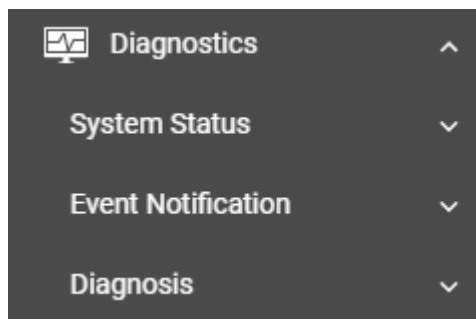 Diagnostics
System Status
Event Notification
Diagnosis